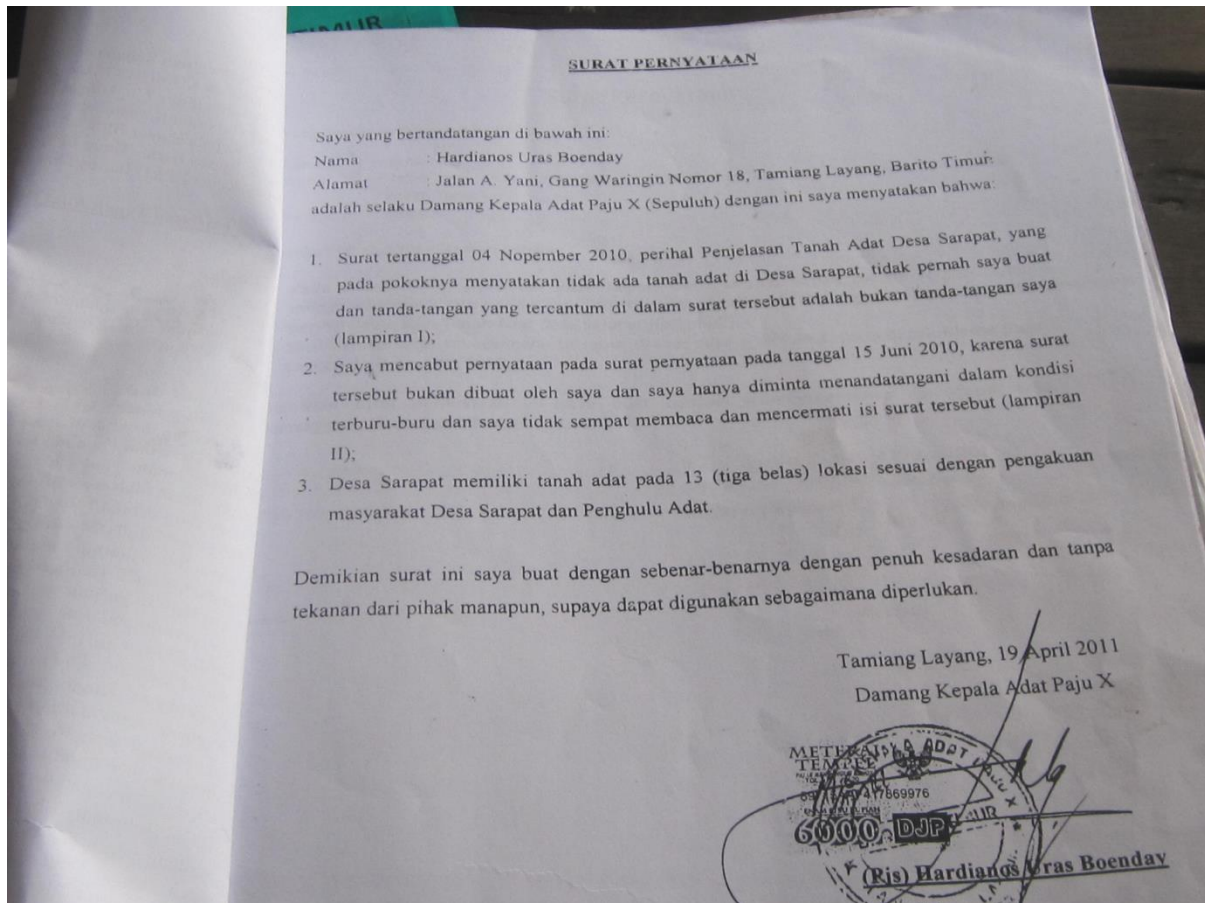 TIMUR
SURAT PERNYATAAN
Saya yang bertandatangan di bawah ini:
Nama : Hardianos Uras Boenday
Alamat : Jalan A. Yani, Gang Waringin Nomor 18, Tamiang Layang, Barito Timur.
adalah selaku Damang Kepala Adat Paju X (Sepuluh) dengan ini saya menyatakan bahwa:
1. Surat tertanggal 04 Nopember 2010, perihal Penjelasan Tanah Adat Desa Sarapat, yang
pada pokoknya menyatakan tidak ada tanah adat di Desa Sarapat, tidak pernah saya buat
dan tanda-tangan yang tercantum di dalam surat tersebut adalah bukan tanda-tangan saya
(lampiran I);
2. Saya mencabut pernyataan pada surat pernyataan pada tanggal 15 Juni 2010, karena surat
tersebut bukan dibuat oleh saya dan saya hanya diminta menandatangani dalam kondisi
terburu-buru dan saya tidak sempat membaca dan mencermati isi surat tersebut (lampiran
II);
3. Desa Sarapat memiliki tanah adat pada 13 (tiga belas) lokasi sesuai dengan pengakuan
masyarakat Desa Sarapat dan Penghulu Adat.
Demikian surat ini saya buat dengan sebenar-benarnya dengan penuh kesadaran dan tanpa
tekanan dari pihak manapun, supaya dapat digunakan sebagaimana diperlukan.
Tamiang Layang, 19 April 2011
Damang Kepala Adat Paju X
METERAI
TEMPEL
ADAT PAJU X
6000 DJP
(Rjs) Hardianos Uras Boenday